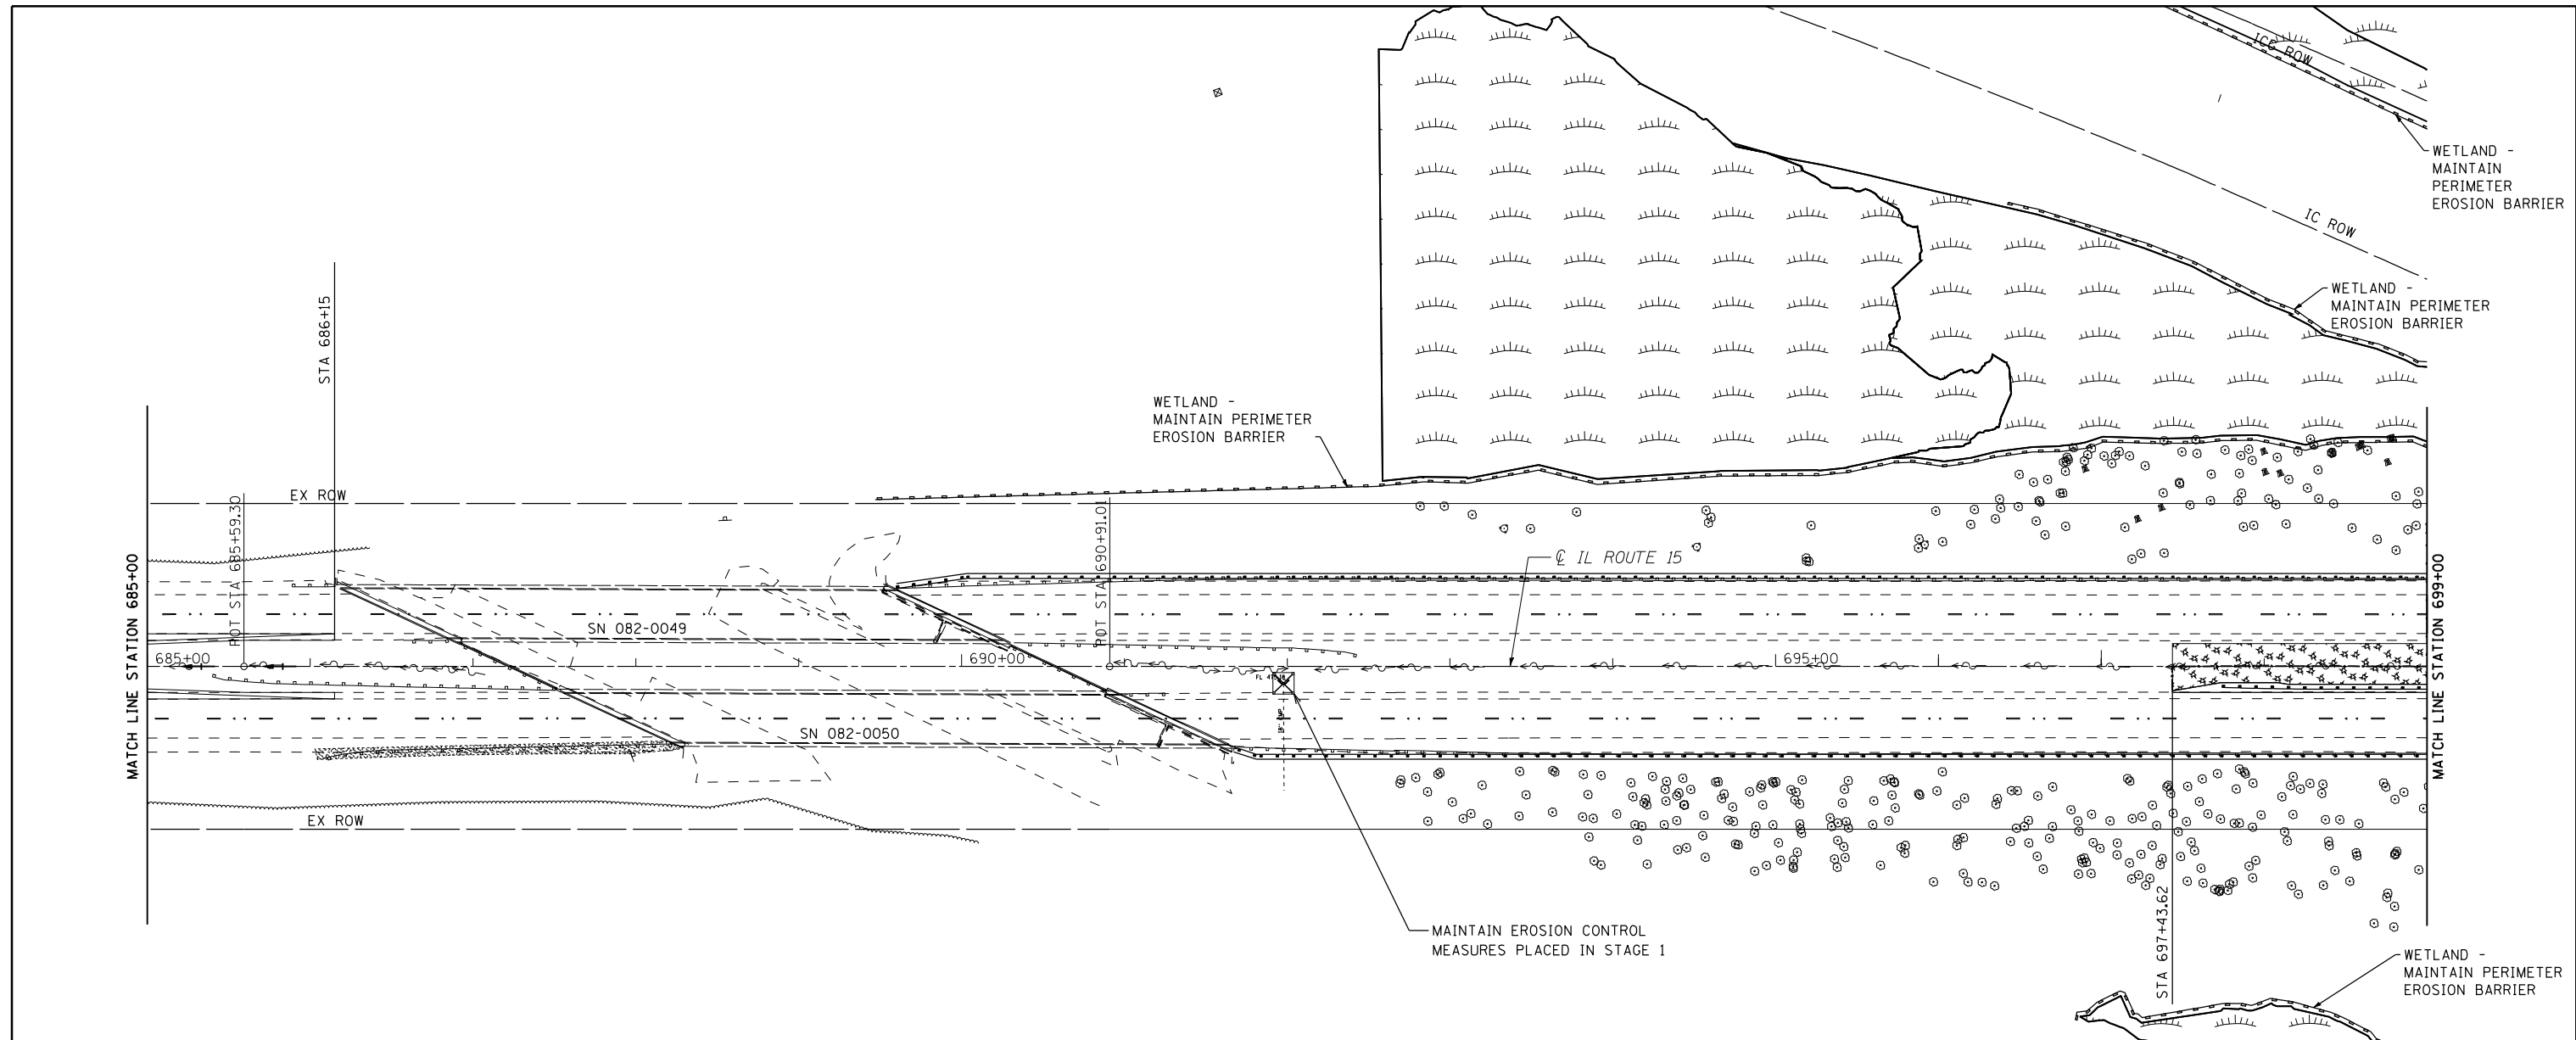 ICG ROW
WETLAND -
MAINTAIN
PERIMETER
EROSION BARRIER
IC ROW
WETLAND -
MAINTAIN PERIMETER
EROSION BARRIER
STA 686+15
WETLAND -
MAINTAIN PERIMETER
EROSION BARRIER
EX ROW
POT STA 685+59.30
POT STA 690+91.01
℄ IL ROUTE 15
MATCH LINE STATION 685+00
MATCH LINE STATION 699+00
SN 082-0049
685+00
690+00
695+00
SN 082-0050
EX ROW
STA 697+43.62
MAINTAIN EROSION CONTROL
MEASURES PLACED IN STAGE 1
WETLAND -
MAINTAIN PERIMETER
EROSION BARRIER